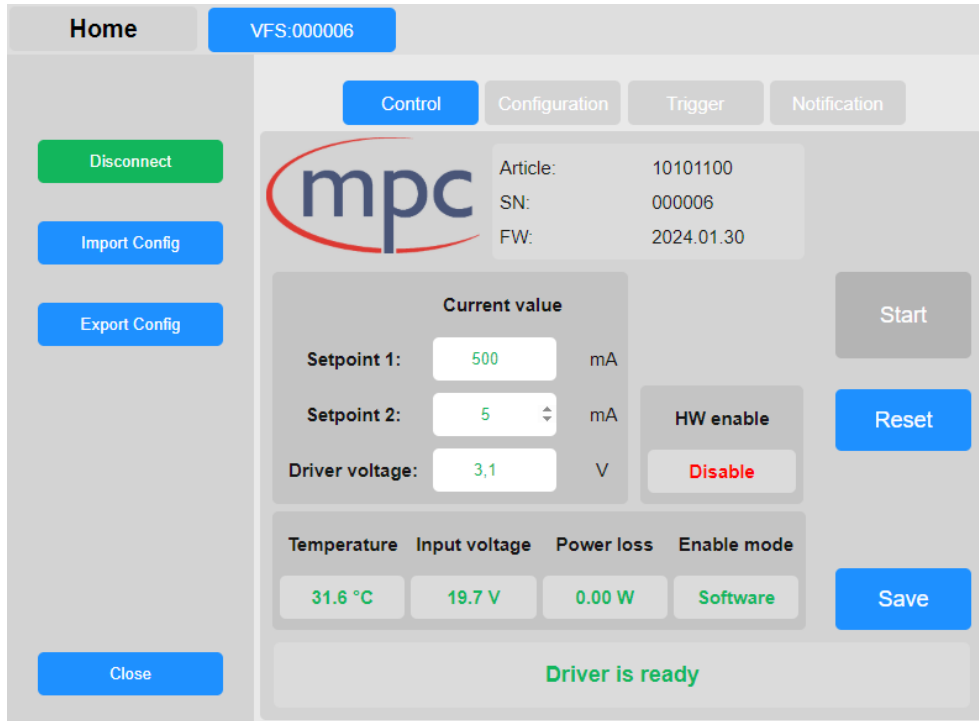 Home VFS:000006
Control Configuration Trigger Notification
Disconnect
Import Config
Export Config
Close
mpc
Article: 10101100
SN: 000006
FW: 2024.01.30
Current value
Setpoint 1: 500 mA
Setpoint 2: 5 mA
Driver voltage: 3,1 V
HW enable
Disable
Start
Reset
Save
Temperature Input voltage Power loss Enable mode
31.6 °C 19.7 V 0.00 W Software
Driver is ready